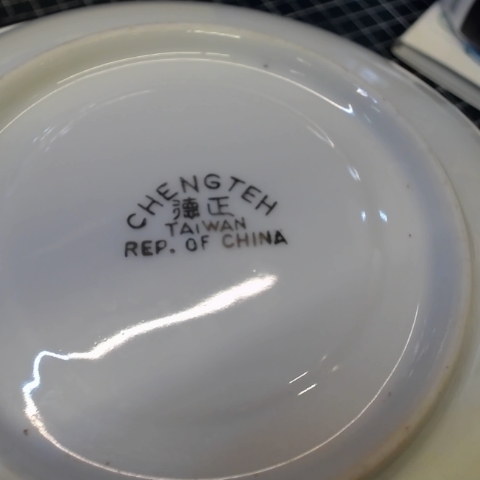 CHENGTEH
德正
TAIWAN
REP. OF CHINA